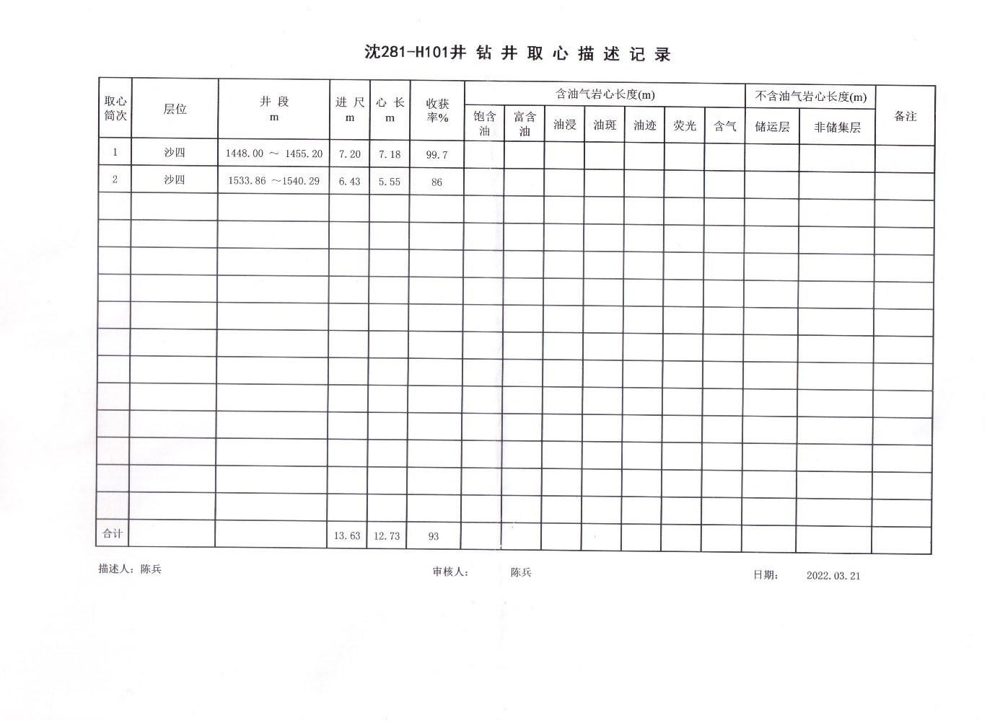 沈281-H101井 钻 井 取 心 描 述 记 录
取心筒次 层位 井 段 m 进 尺 m 心 长 m 收获率% 含油气岩心长度(m) 不含油气岩心长度(m) 备注
饱含油 富含油 油浸 油斑 油迹 荧光 含气 储运层 非储集层
1 沙四 1448.00 ～ 1455.20 7.20 7.18 99.7
2 沙四 1533.86 ～1540.29 6.43 5.55 86
合计 13.63 12.73 93
描述人：陈兵 审核人： 陈兵 日期： 2022.03.21